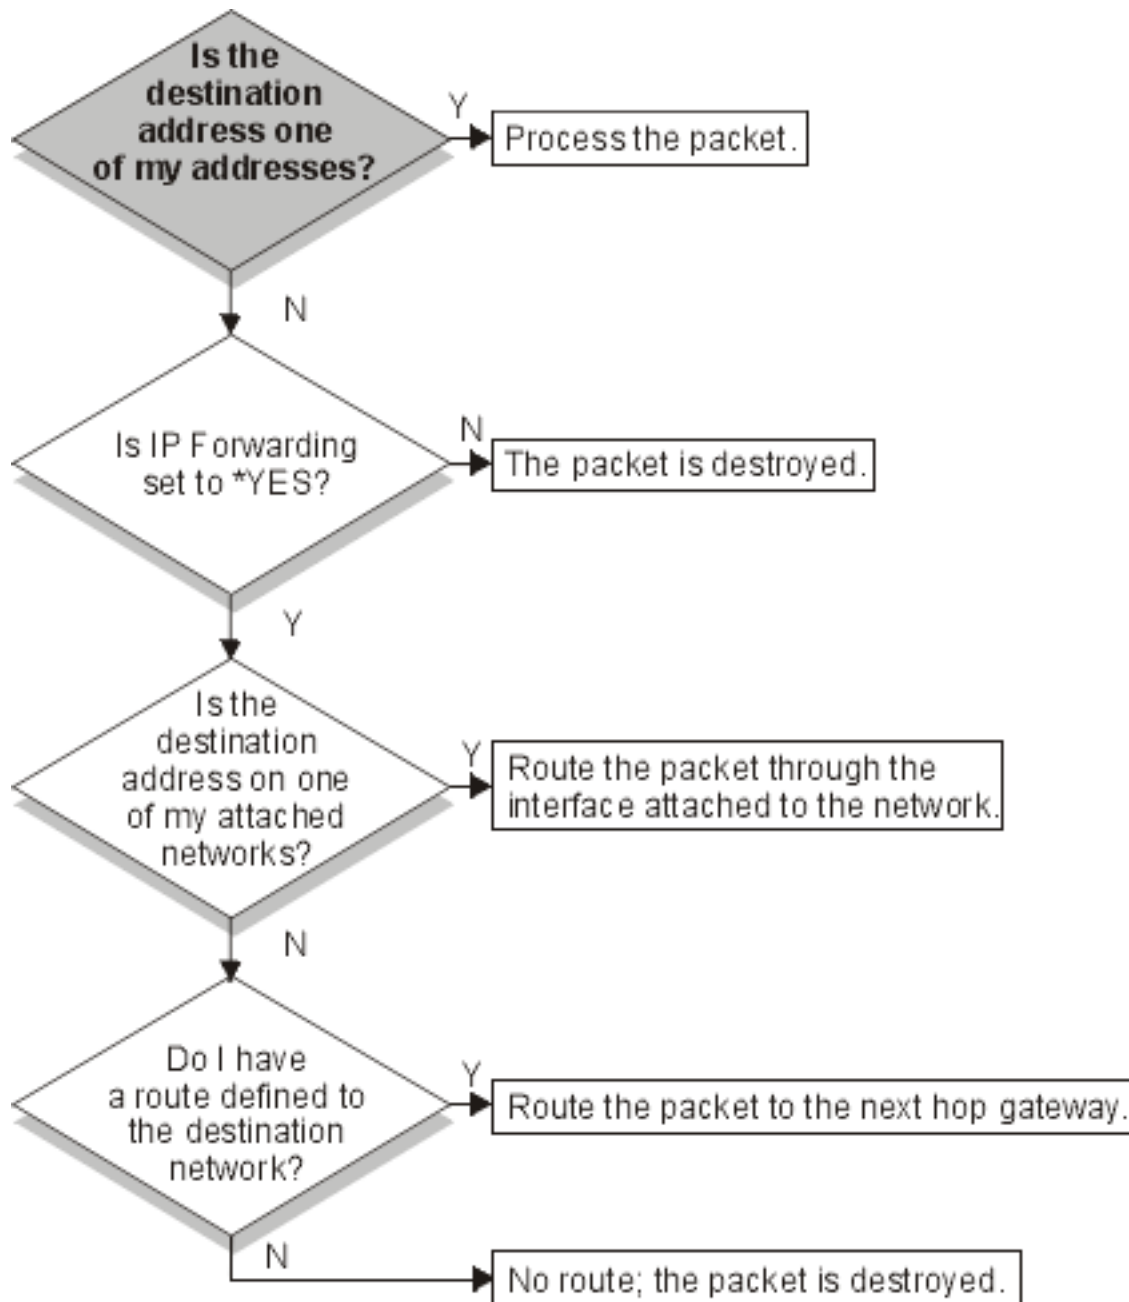 Is the
destination
address one
of my addresses?
Y
Process the packet.
N
Is IP Forwarding
set to *YES?
N
The packet is destroyed.
Y
Is the
destination
address on one
of my attached
networks?
Y
Route the packet through the
interface attached to the network.
N
Do I have
a route defined to
the destination
network?
Y
Route the packet to the next hop gateway.
N
No route; the packet is destroyed.